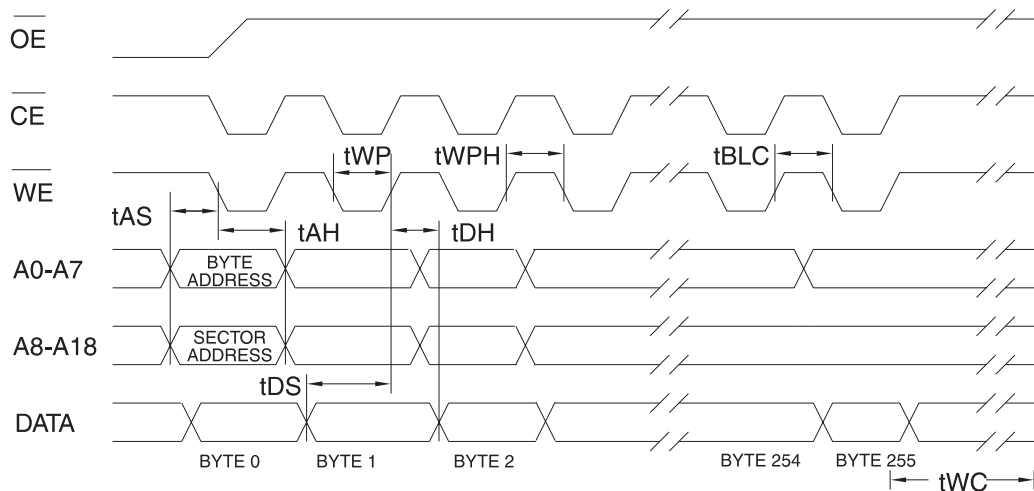 OE
CE
tWP
tWPH
tBLC
WE
tAS
tAH
tDH
A0-A7
BYTE
ADDRESS
A8-A18
SECTOR
ADDRESS
tDS
DATA
BYTE 0
BYTE 1
BYTE 2
BYTE 254
BYTE 255
tWC